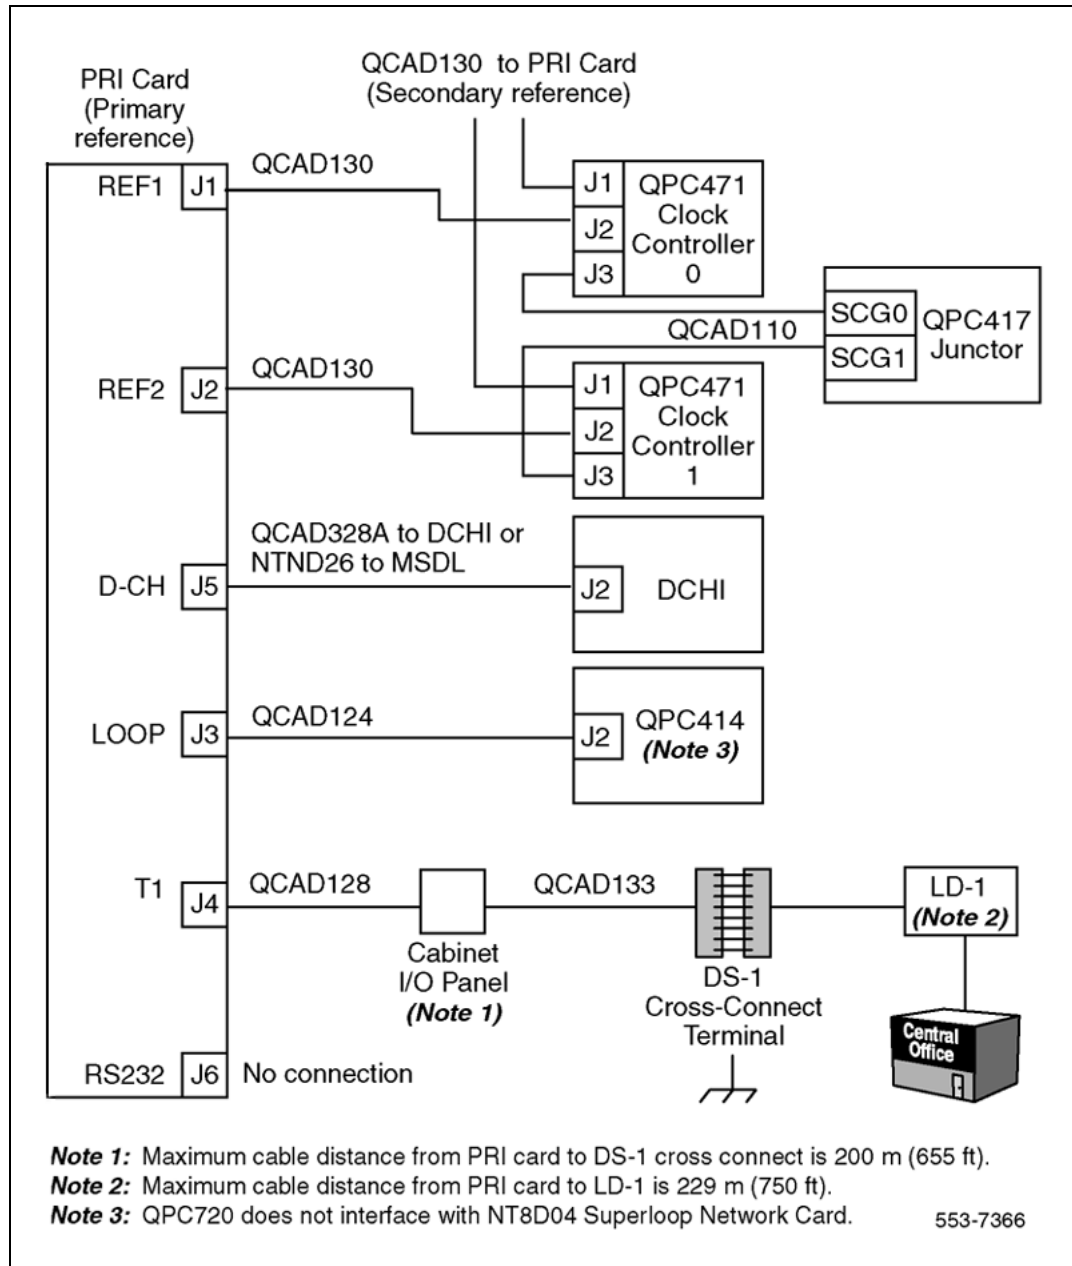 QCAD130 to PRI Card
(Secondary reference)
PRI Card
(Primary
reference)
REF1 J1
QCAD130
J1
J2
J3
QPC471
Clock
Controller
0
SCG0
SCG1
QPC417
Junctor
QCAD110
REF2 J2
QCAD130
J1
J2
J3
QPC471
Clock
Controller
1
QCAD328A to DCHI or
NTND26 to MSDL
D-CH J5
J2 DCHI
LOOP J3
QCAD124
J2
QPC414
(Note 3)
T1
J4
QCAD128
Cabinet
I/O Panel
(Note 1)
QCAD133
DS-1
Cross-Connect
Terminal
LD-1
(Note 2)
Central
Office
RS232 J6 No connection
Note 1: Maximum cable distance from PRI card to DS-1 cross connect is 200 m (655 ft).
Note 2: Maximum cable distance from PRI card to LD-1 is 229 m (750 ft).
Note 3: QPC720 does not interface with NT8D04 Superloop Network Card.
553-7366